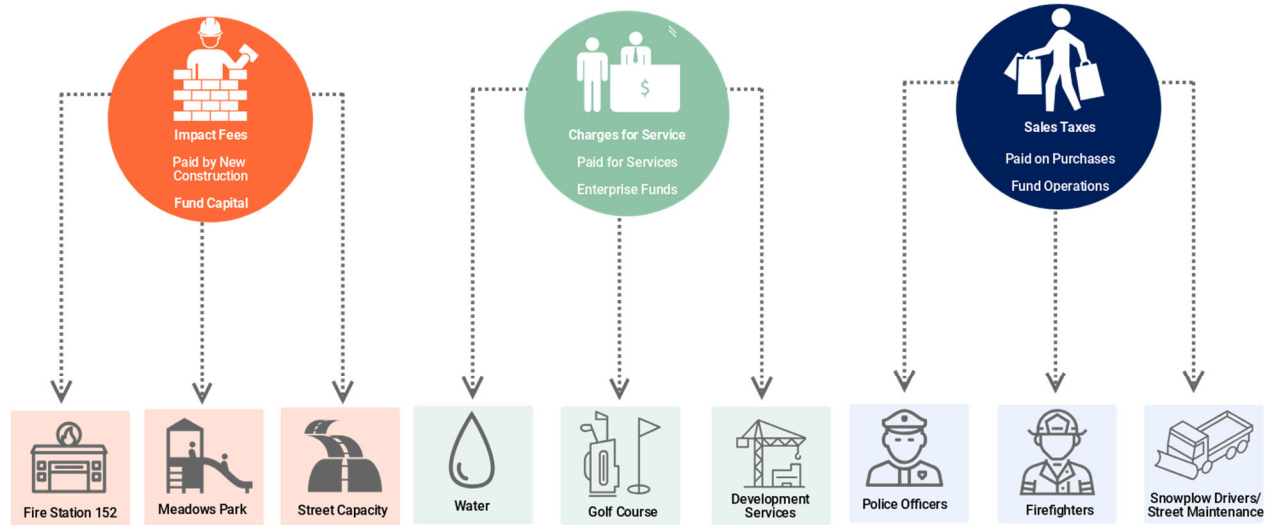 Impact Fees
Paid by New
Construction
Fund Capital
$
Charges for Service
Paid for Services
Enterprise Funds
Sales Taxes
Paid on Purchases
Fund Operations
Fire Station 152
Meadows Park
Street Capacity
Water
Golf Course
Development
Services
Police Officers
Firefighters
Snowplow Drivers/
Street Maintenance